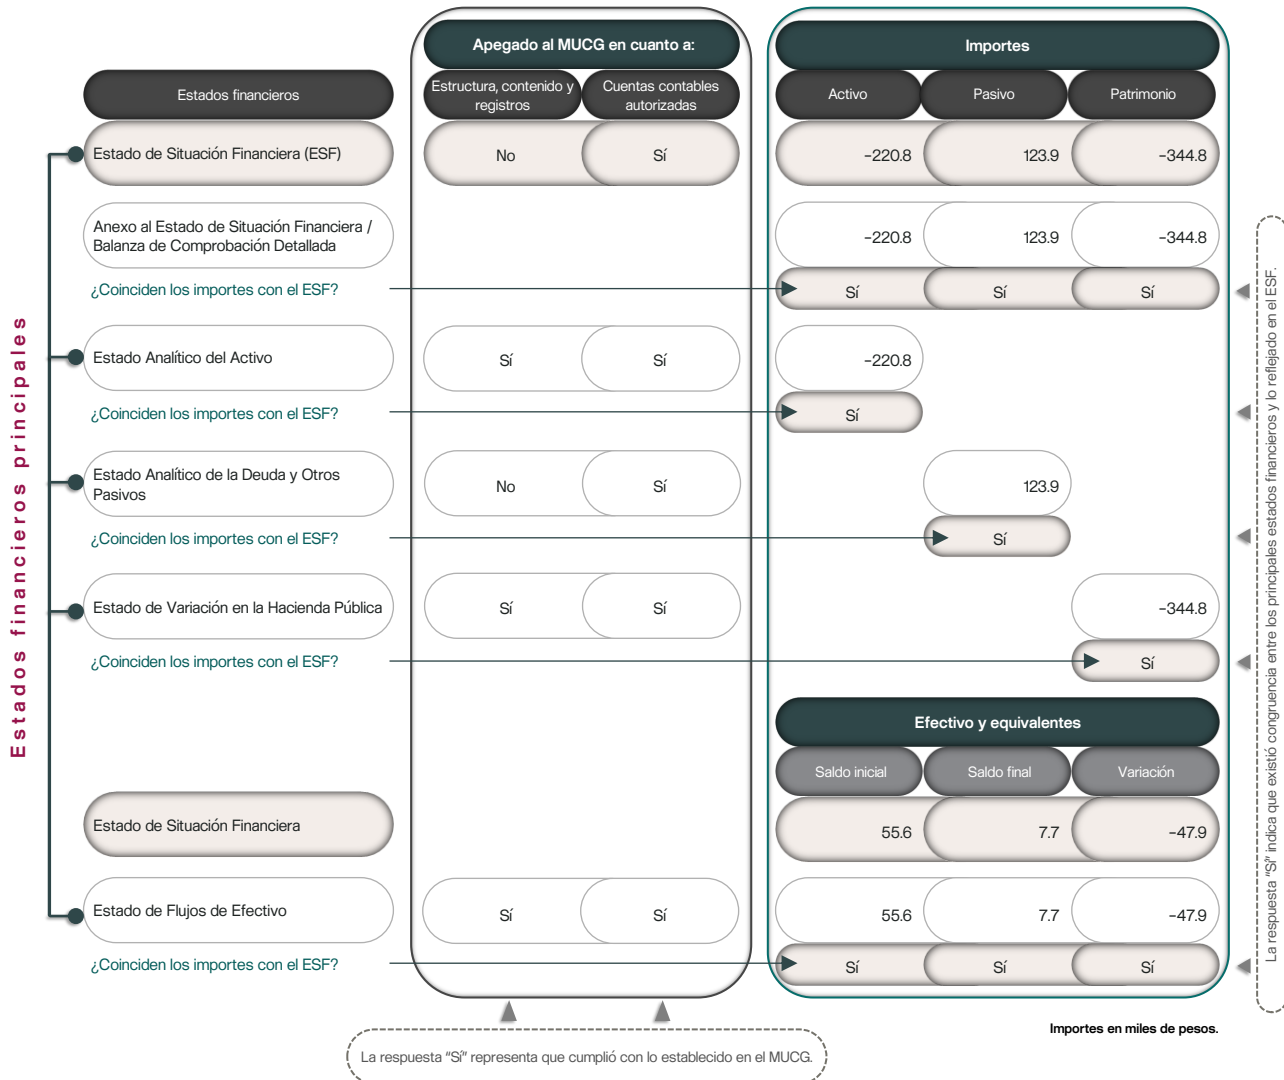 Apegado al MUCG en cuanto a:
Importes
Estados financieros
Estructura, contenido y
registros
Cuentas contables
autorizadas
Activo
Pasivo
Patrimonio
Estado de Situación Financiera (ESF)
No
Sí
-220.8
123.9
-344.8
Anexo al Estado de Situación Financiera /
Balanza de Comprobación Detallada
-220.8
123.9
-344.8
¿Coinciden los importes con el ESF?
Sí
Sí
Sí
Estado Analítico del Activo
Sí
Sí
-220.8
¿Coinciden los importes con el ESF?
Sí
Estado Analítico de la Deuda y Otros
Pasivos
No
Sí
123.9
¿Coinciden los importes con el ESF?
Sí
Estado de Variación en la Hacienda Pública
Sí
Sí
-344.8
¿Coinciden los importes con el ESF?
Sí
Efectivo y equivalentes
Saldo inicial
Saldo final
Variación
Estado de Situación Financiera
55.6
7.7
-47.9
Estado de Flujos de Efectivo
Sí
Sí
55.6
7.7
-47.9
¿Coinciden los importes con el ESF?
Sí
Sí
Sí
Estados financieros principales
La respuesta "Sí" indica que existió congruencia entre los principales estados financieros y lo reflejado en el ESF.
Importes en miles de pesos.
La respuesta "Sí" representa que cumplió con lo establecido en el MUCG.